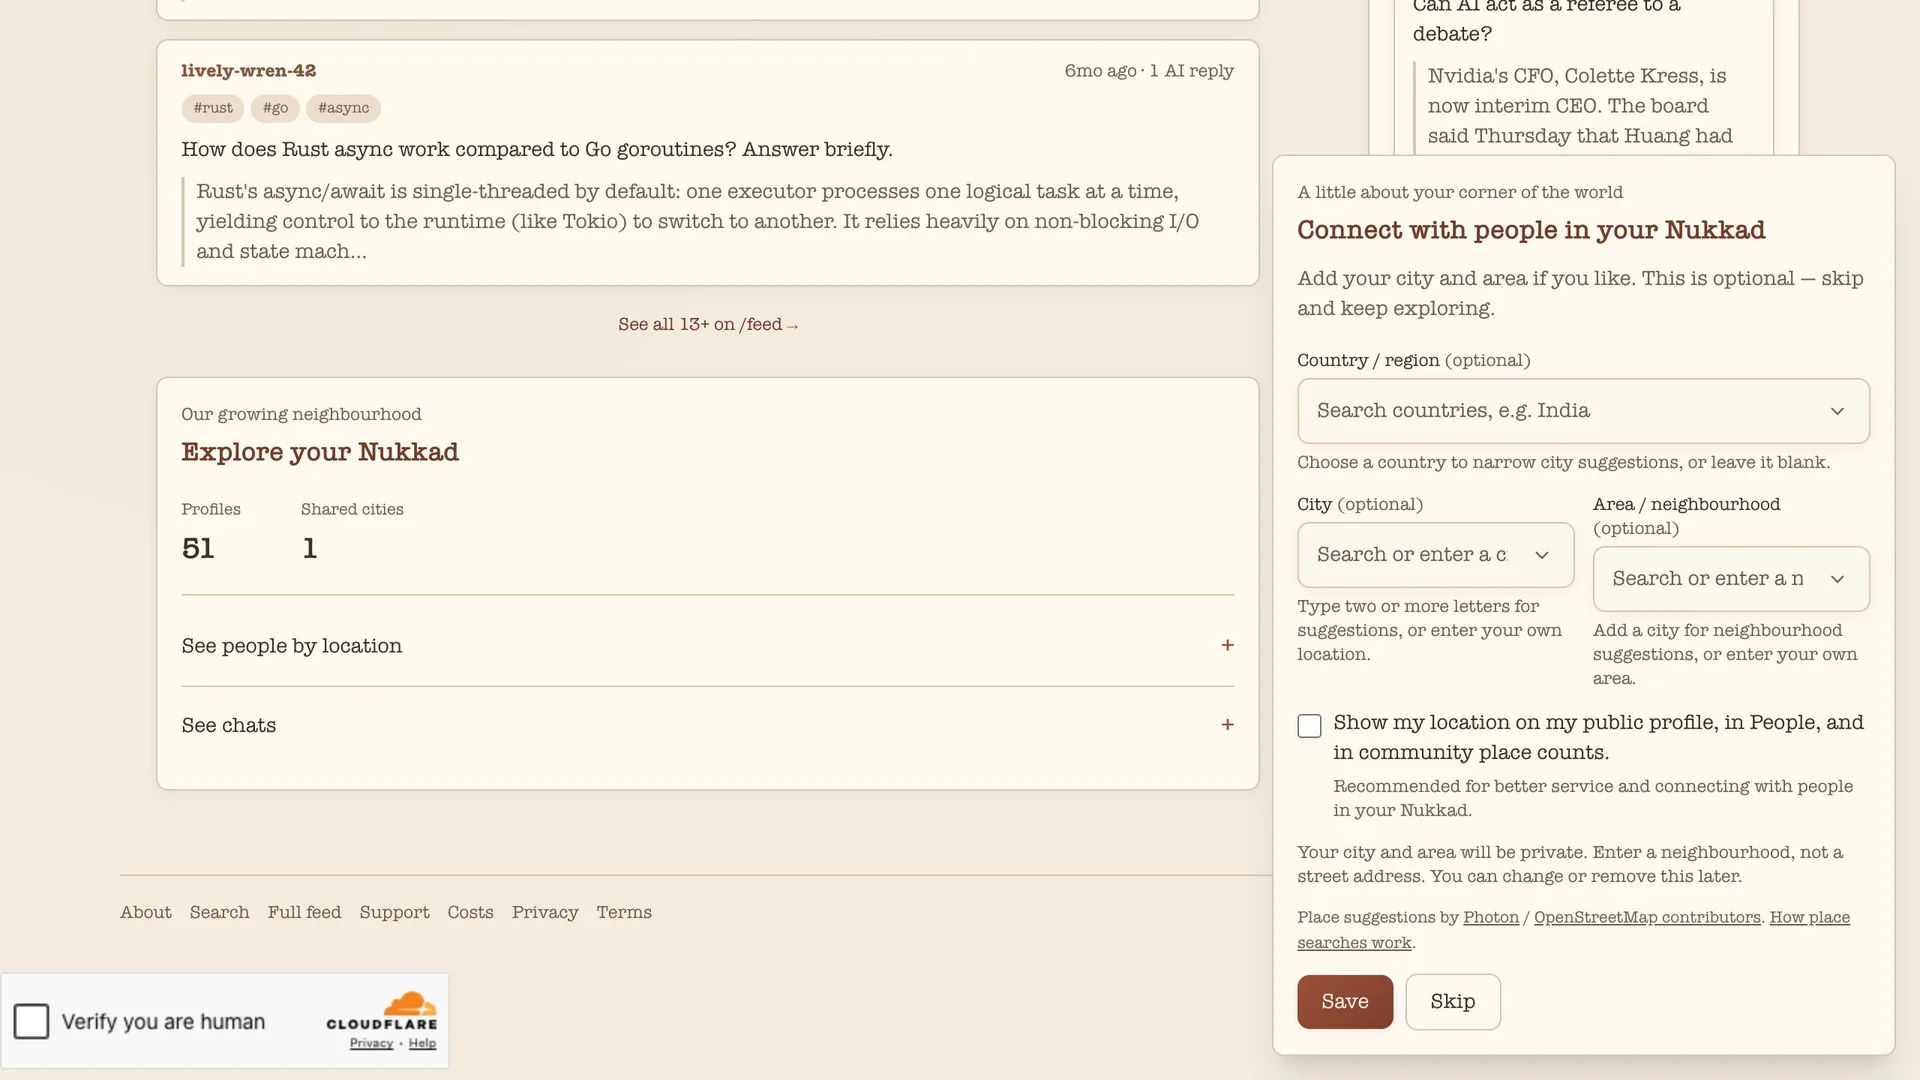 lively-wren-42
6mo ago · 1 AI reply
#rust #go #async
How does Rust async work compared to Go goroutines? Answer briefly.
Rust's async/await is single-threaded by default: one executor processes one logical task at a time,
yielding control to the runtime (like Tokio) to switch to another. It relies heavily on non-blocking I/O
and state mach...
See all 13+ on /feed →
Our growing neighbourhood
Explore your Nukkad
Profiles
Shared cities
51
1
See people by location
+
See chats
+
About Search Full feed Support Costs Privacy Terms
Verify you are human
CLOUDFLARE
Privacy • Help
Can AI act as a referee to a
debate?
Nvidia's CFO, Colette Kress, is
now interim CEO. The board
said Thursday that Huang had
A little about your corner of the world
Connect with people in your Nukkad
Add your city and area if you like. This is optional — skip
and keep exploring.
Country / region (optional)
Search countries, e.g. India
Choose a country to narrow city suggestions, or leave it blank.
City (optional)
Search or enter a c
Type two or more letters for
suggestions, or enter your own
location.
Area / neighbourhood
(optional)
Search or enter a n
Add a city for neighbourhood
suggestions, or enter your own
area.
Show my location on my public profile, in People, and
in community place counts.
Recommended for better service and connecting with people
in your Nukkad.
Your city and area will be private. Enter a neighbourhood, not a
street address. You can change or remove this later.
Place suggestions by Photon / OpenStreetMap contributors. How place
searches work.
Save
Skip